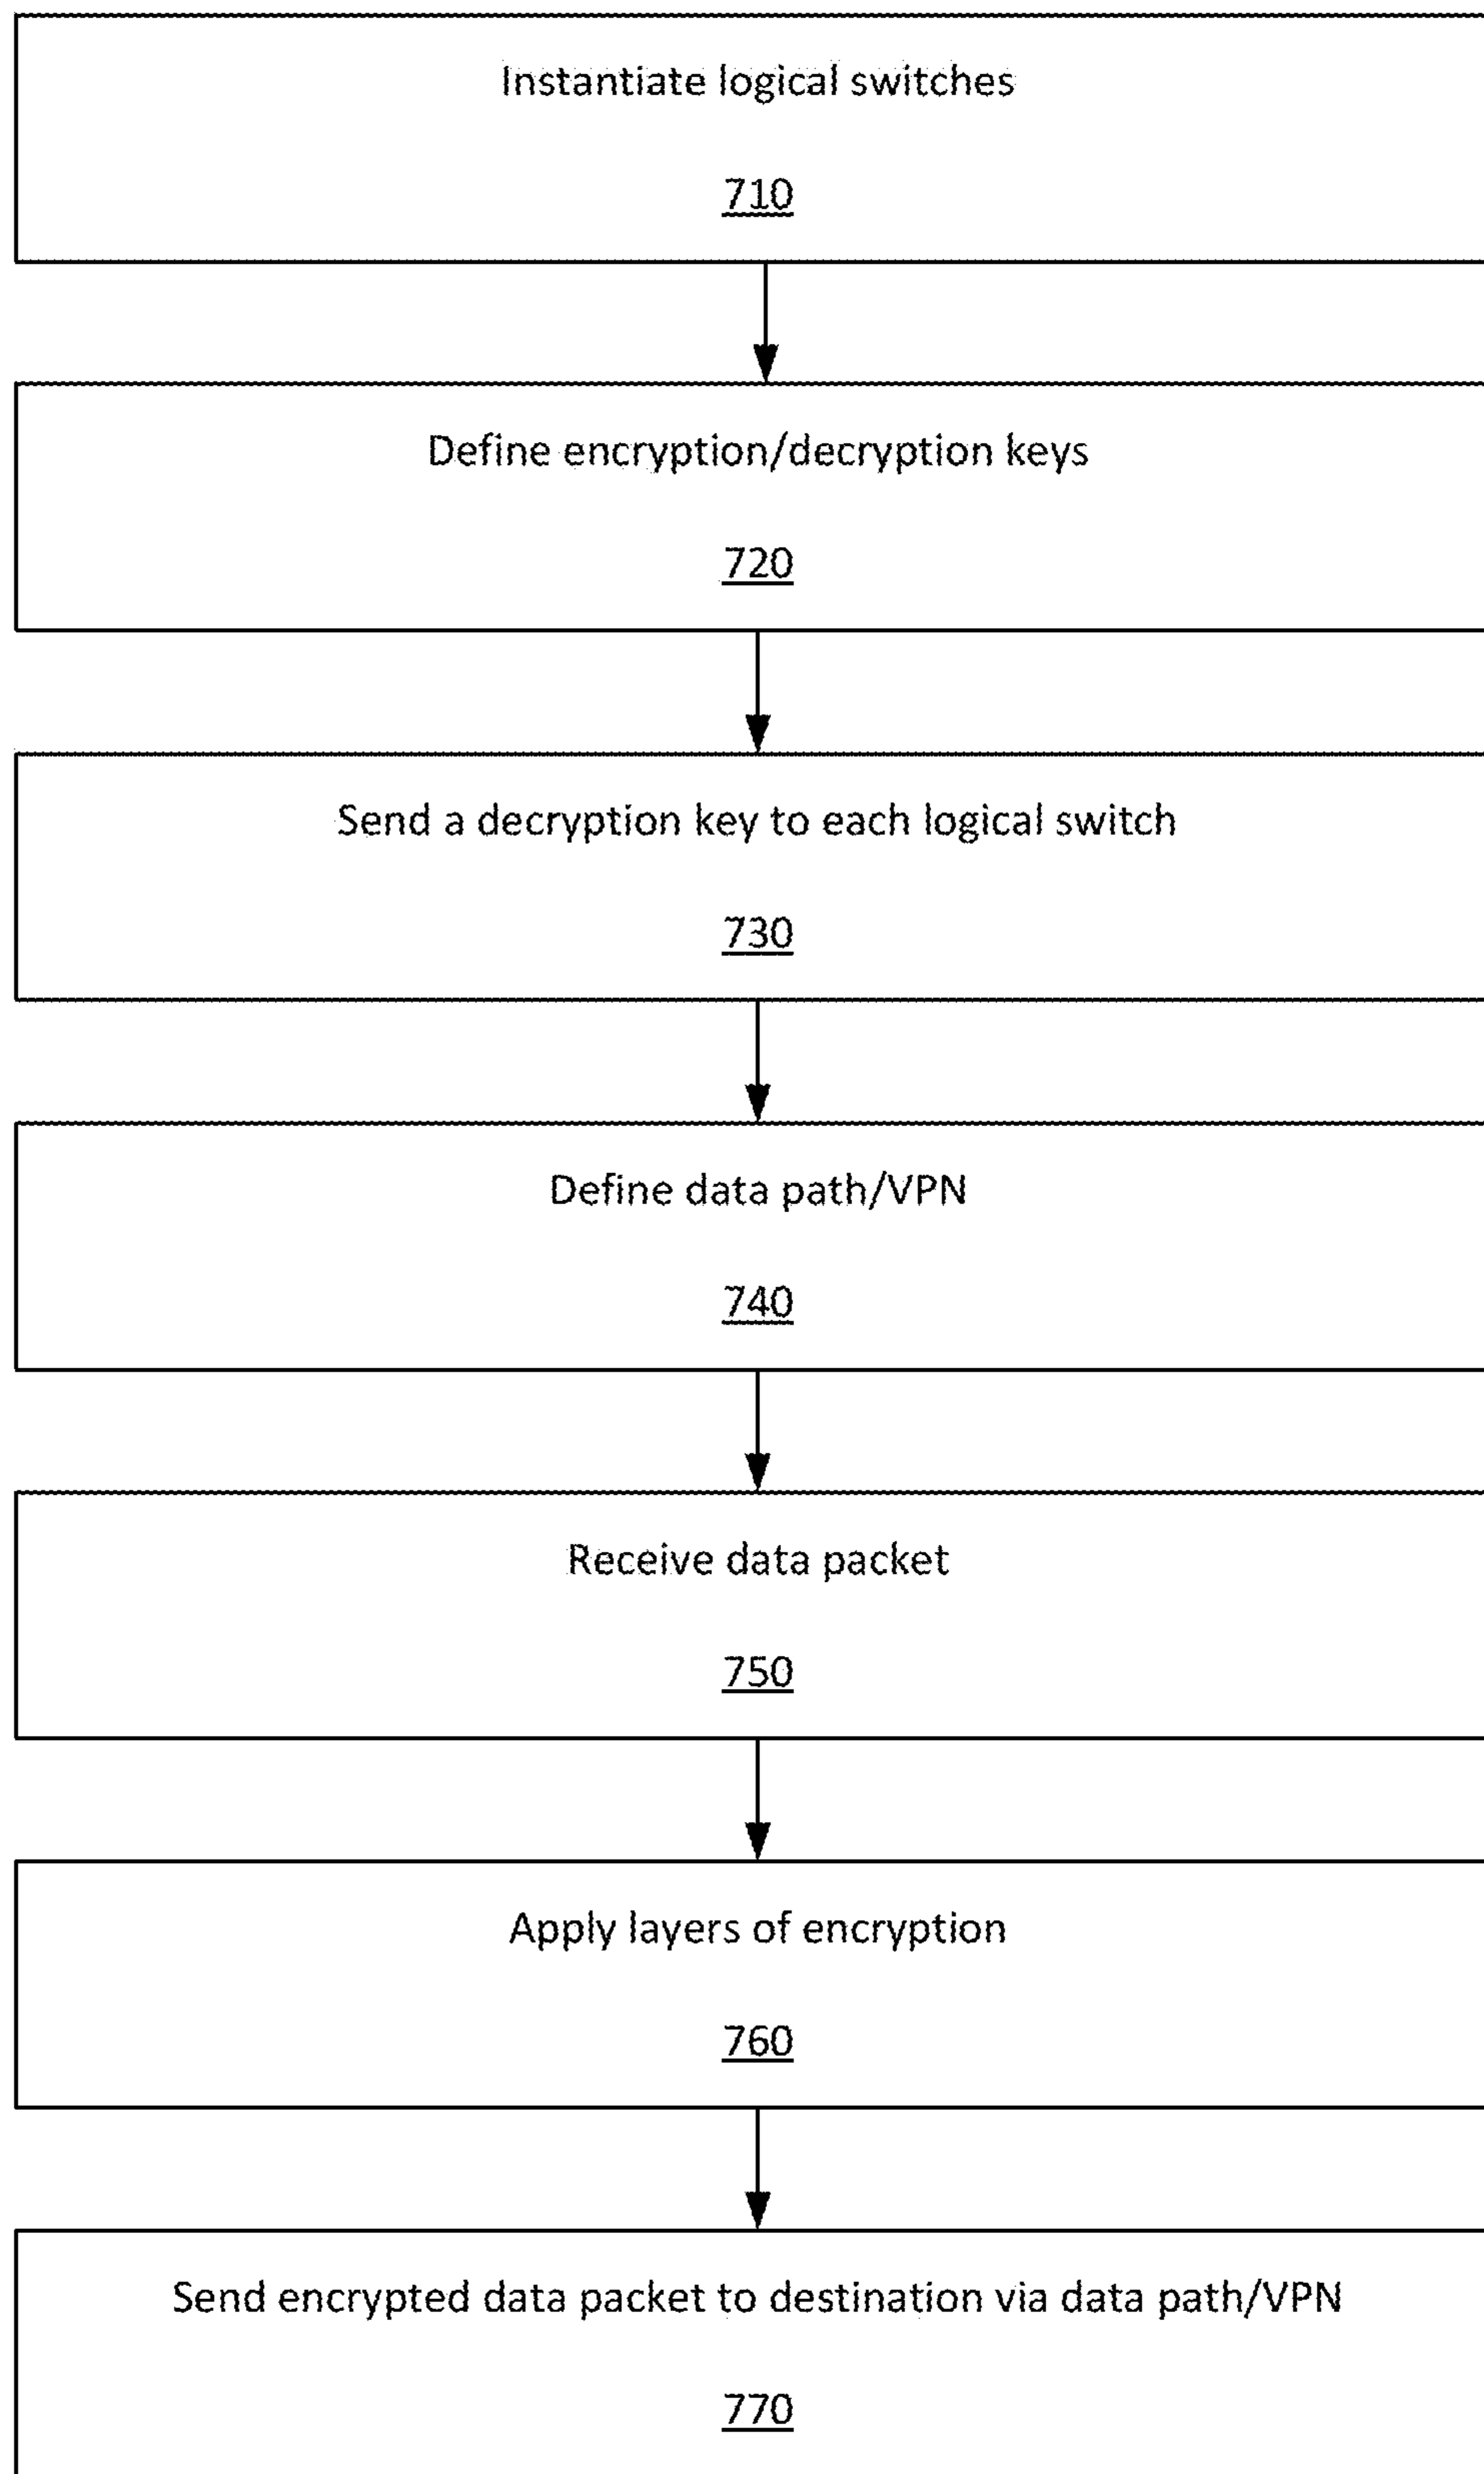 Instantiate logical switches
710
Define encryption/decryption keys
720
Send a decryption key to each logical switch
730
Define data path/VPN
740
Receive data packet
750
Apply layers of encryption
760
Send encrypted data packet to destination via data path/VPN
770